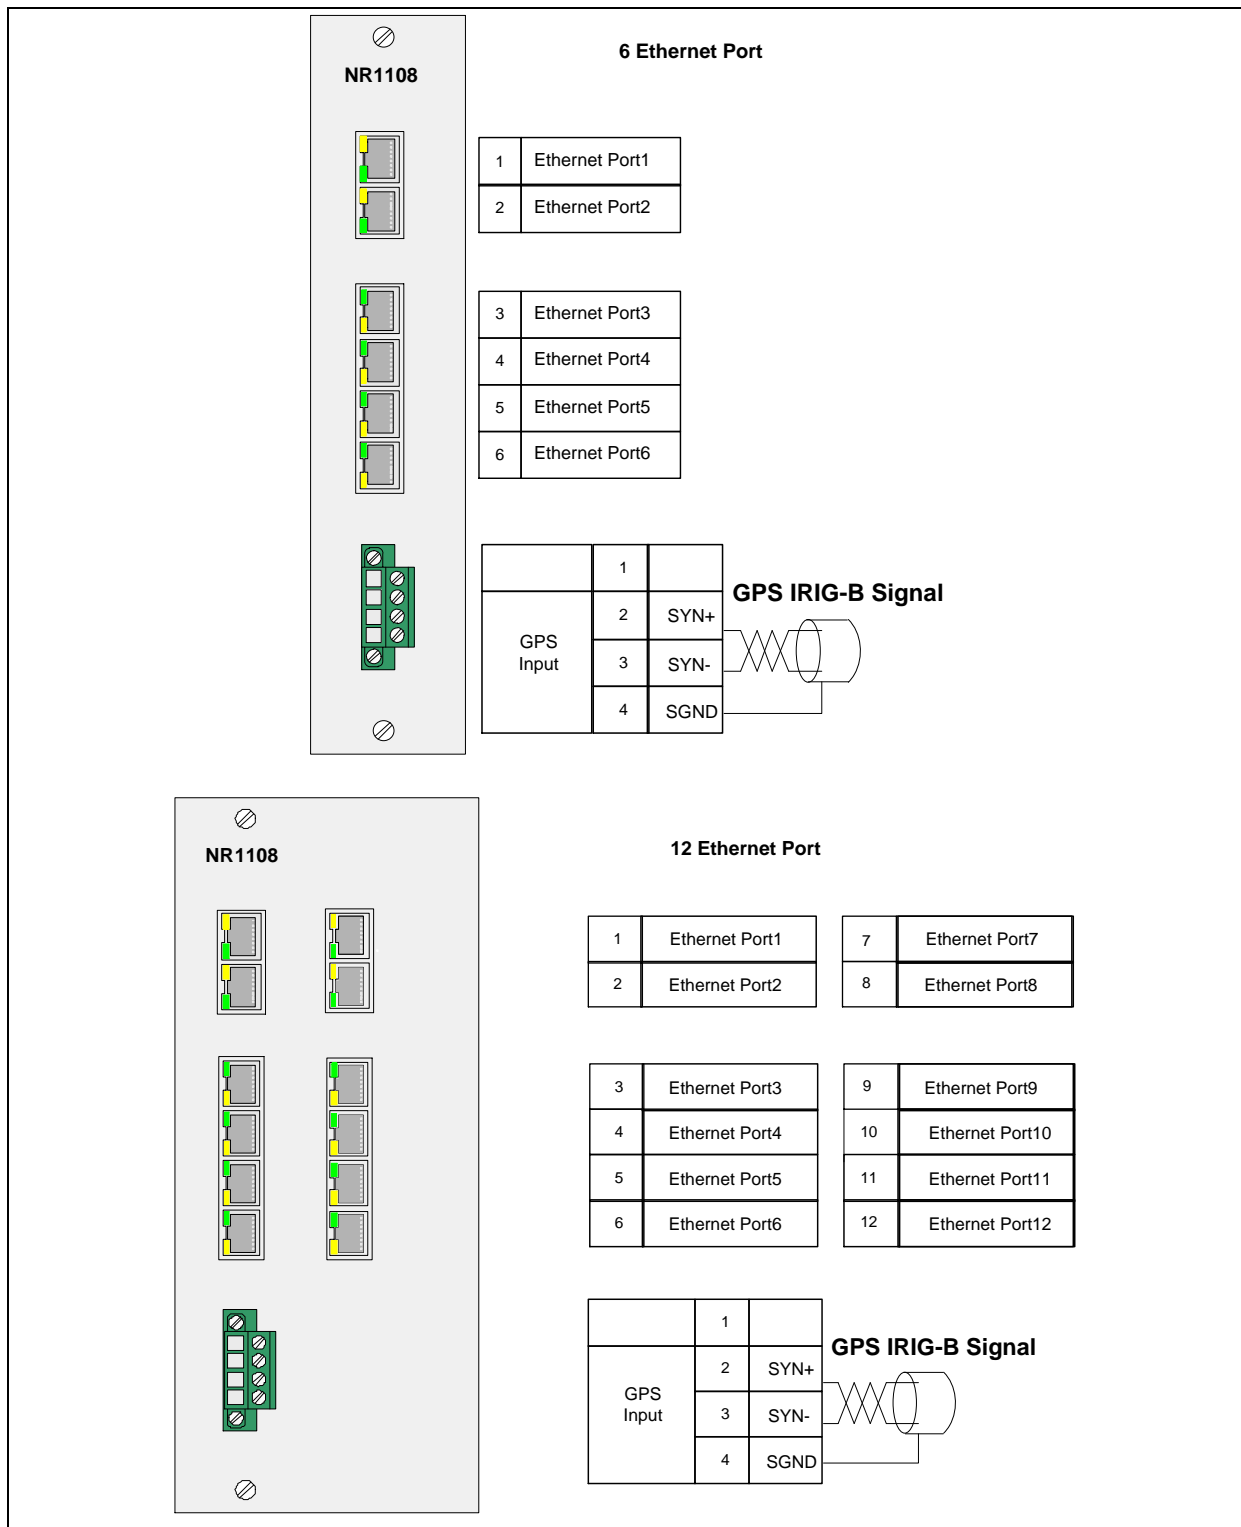 6 Ethernet Port
NR1108
1 Ethernet Port1
2 Ethernet Port2
3 Ethernet Port3
4 Ethernet Port4
5 Ethernet Port5
6 Ethernet Port6
1
GPS IRIG-B Signal
2 SYN+
GPS
Input
3 SYN-
4 SGND
NR1108
12 Ethernet Port
1 Ethernet Port1
7 Ethernet Port7
2 Ethernet Port2
8 Ethernet Port8
3 Ethernet Port3
9 Ethernet Port9
4 Ethernet Port4
10 Ethernet Port10
5 Ethernet Port5
11 Ethernet Port11
6 Ethernet Port6
12 Ethernet Port12
1
GPS IRIG-B Signal
2 SYN+
GPS
Input
3 SYN-
4 SGND